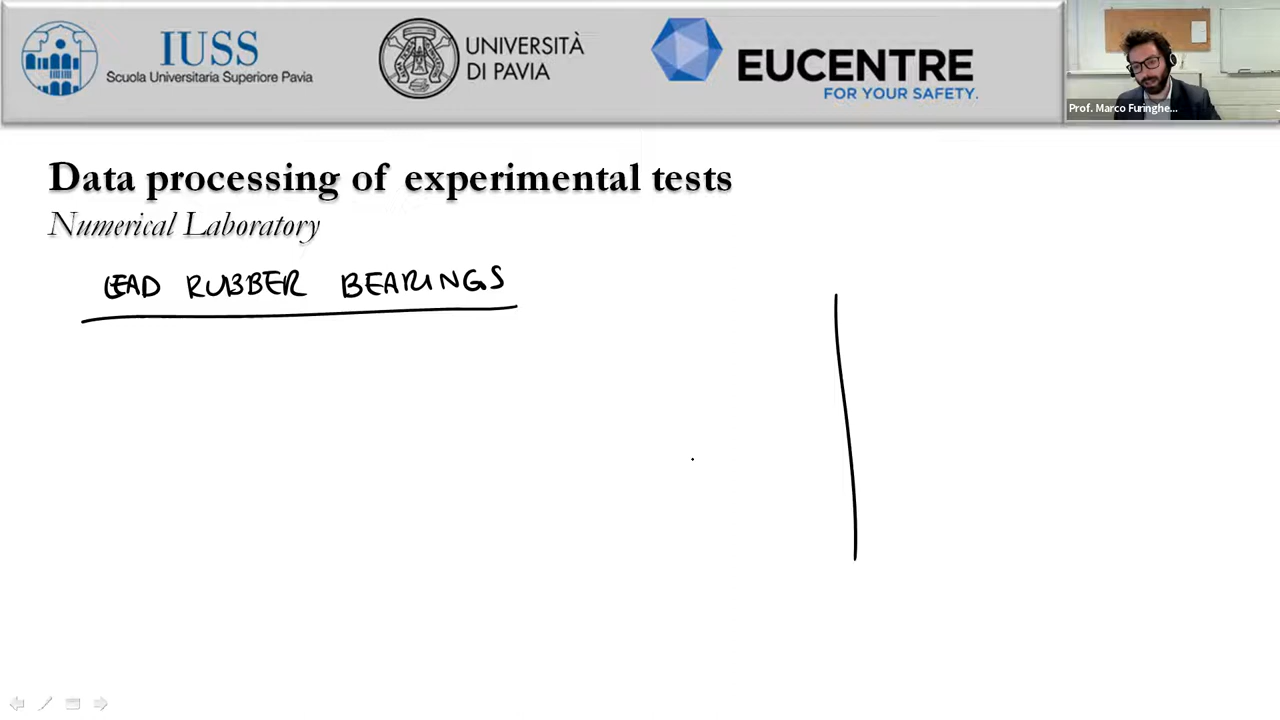 IUSS
Scuola Universitaria Superiore Pavia
UNIVERSITÀ
DI PAVIA
EUCENTRE
FOR YOUR SAFETY.
Prof. Marco Furinghe...
Data processing of experimental tests
Numerical Laboratory
LEAD RUBBER BEARINGS